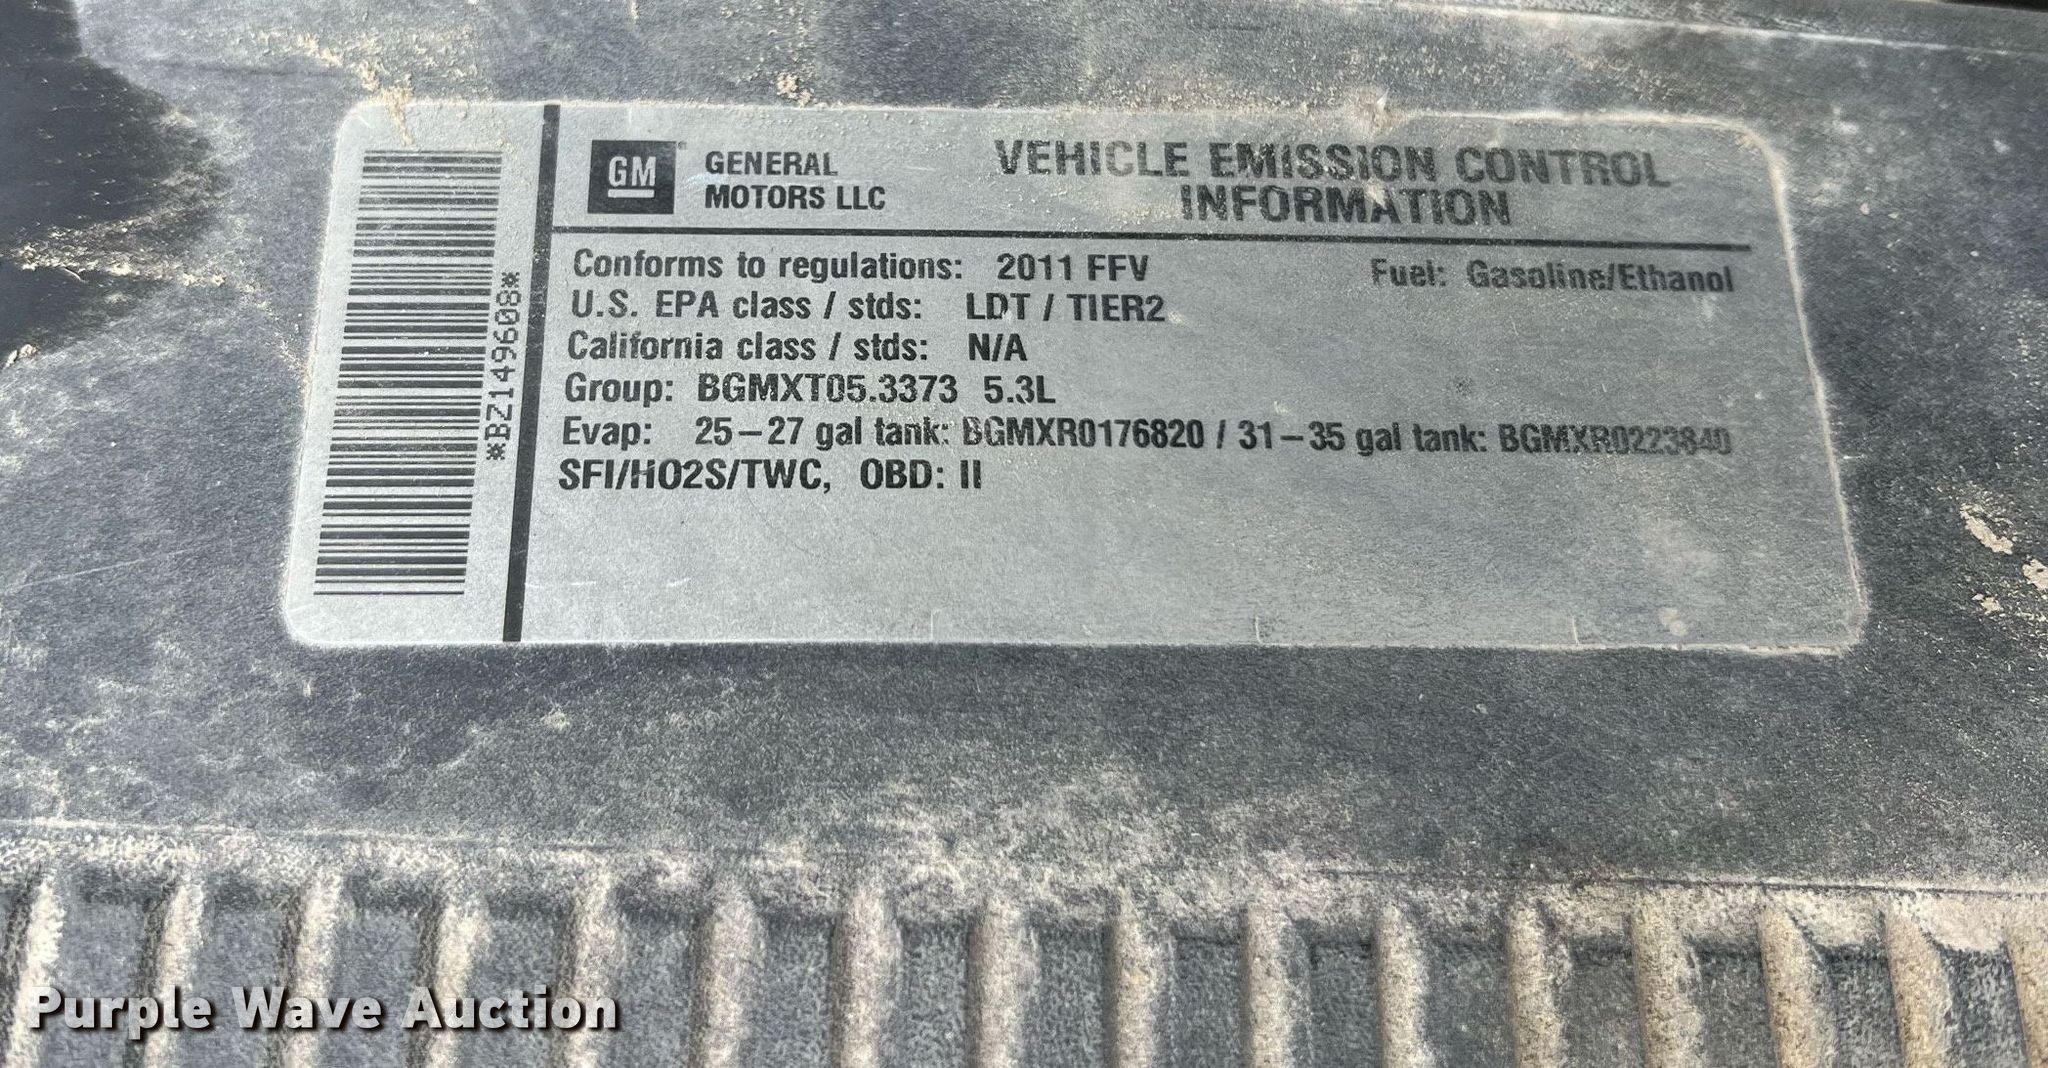 *BZ149608*
GM GENERAL MOTORS LLC
VEHICLE EMISSION CONTROL
INFORMATION
Conforms to regulations: 2011 FFV Fuel: Gasoline/Ethanol
U.S. EPA class / stds: LDT / TIER2
California class / stds: N/A
Group: BGMXT05.3373 5.3L
Evap: 25-27 gal tank: BGMXR0176820 / 31-35 gal tank: BGMXR0223840
SFI/HO2S/TWC, OBD: II
Purple Wave Auction